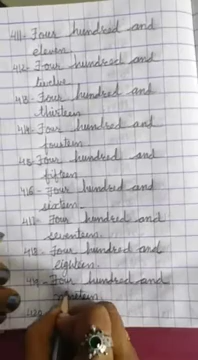 411- Four hundred and
eleven.
412- Four hundred and
twelve
413- Four hundred and
thirteen
414- Four hundred and
fourteen
415 Four hundred and
fifteen
416- Four hundred and
sixteen.
417- Four hundred and
seventeen.
418- Four hundred and
eighteen.
419- Four hundred and
420-